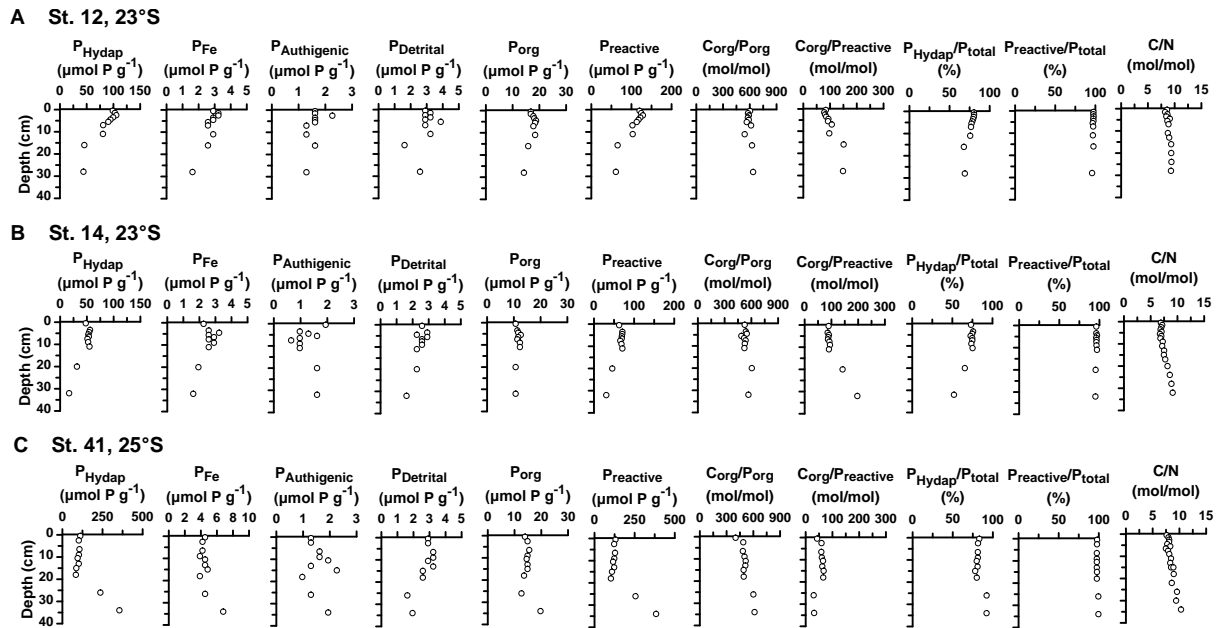 A St. 12, 23°S
P_Hydap P_Fe P_Authigenic P_Detrital P_org P_reactive C_org/P_org C_org/P_reactive P_Hydap/P_total P_reactive/P_total C/N
(µmol P g⁻¹) (µmol P g⁻¹) (µmol P g⁻¹) (µmol P g⁻¹) (µmol P g⁻¹) (µmol P g⁻¹) (mol/mol) (mol/mol) (%) (%) (mol/mol)
0 50 100 150 0 1 2 3 4 5 0 1 2 3 0 1 2 3 4 5 0 10 20 30 0 100 200 0 300 600 900 0 100 200 300 0 50 100 0 50 100 0 5 10 15
0
10
20
30
40
Depth (cm)
B St. 14, 23°S
P_Hydap P_Fe P_Authigenic P_Detrital P_org P_reactive C_org/P_org C_org/P_reactive P_Hydap/P_total P_reactive/P_total C/N
(µmol P g⁻¹) (µmol P g⁻¹) (µmol P g⁻¹) (µmol P g⁻¹) (µmol P g⁻¹) (µmol P g⁻¹) (mol/mol) (mol/mol) (%) (%) (mol/mol)
0 50 100 150 0 1 2 3 4 5 0 1 2 3 0 1 2 3 4 5 0 10 20 30 0 100 200 0 300 600 900 0 100 200 300 0 50 100 0 50 100 0 5 10 15
0
10
20
30
40
Depth (cm)
C St. 41, 25°S
P_Hydap P_Fe P_Authigenic P_Detrital P_org P_reactive C_org/P_org C_org/P_reactive P_Hydap/P_total P_reactive/P_total C/N
(µmol P g⁻¹) (µmol P g⁻¹) (µmol P g⁻¹) (µmol P g⁻¹) (µmol P g⁻¹) (µmol P g⁻¹) (mol/mol) (mol/mol) (%) (%) (mol/mol)
0 250 500 0 2 4 6 8 10 0 1 2 3 0 1 2 3 4 5 0 10 20 30 0 250 500 0 300 600 900 0 100 200 300 0 50 100 0 50 100 0 5 10 15
0
10
20
30
40
Depth (cm)